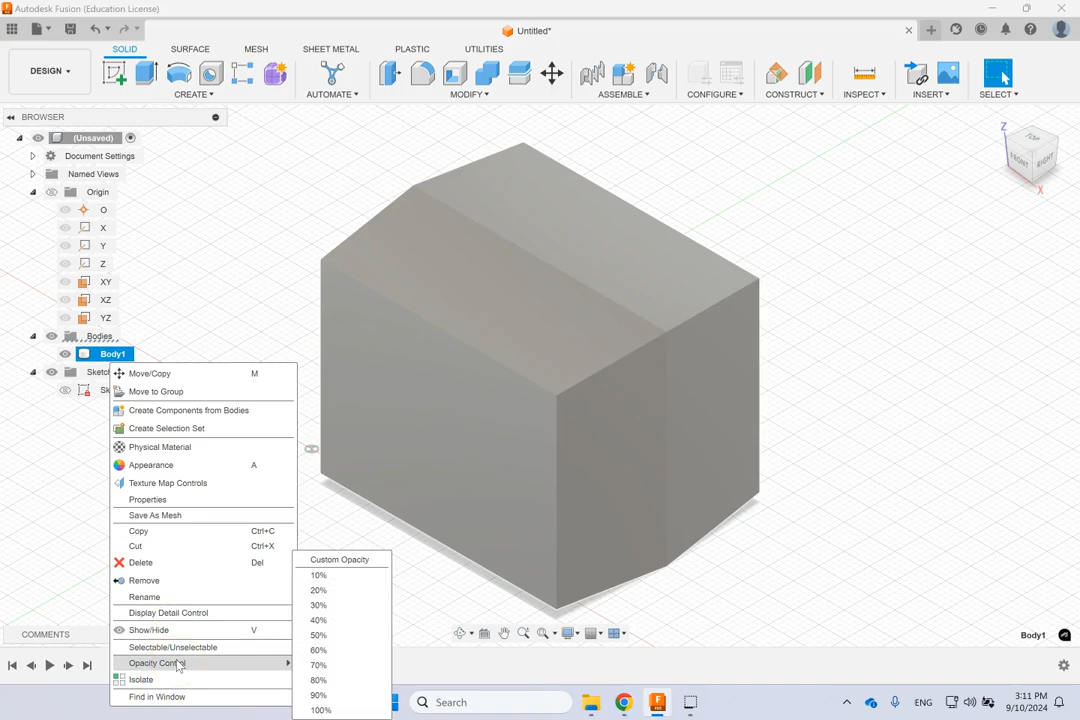 Autodesk Fusion (Education License)
Untitled*
SOLID SURFACE MESH SHEET METAL PLASTIC UTILITIES
DESIGN
CREATE AUTOMATE MODIFY ASSEMBLE CONFIGURE CONSTRUCT INSPECT INSERT SELECT
BROWSER
(Unsaved)
Document Settings
Named Views
Origin
O
X
Y
Z
XY
XZ
YZ
Bodies
Body1
Sketch
Sk
Z
TOP
FRONT
RIGHT
X
Move/Copy M
Move to Group
Create Components from Bodies
Create Selection Set
Physical Material
Appearance A
Texture Map Controls
Properties
Save As Mesh
Copy Ctrl+C
Cut Ctrl+X
Delete Del
Remove
Rename
Display Detail Control
Show/Hide V
Selectable/Unselectable
Opacity Control
Isolate
Find in Window
Custom Opacity
10%
20%
30%
40%
50%
60%
70%
80%
90%
100%
COMMENTS
Body1
Search
ENG
3:11 PM
9/10/2024